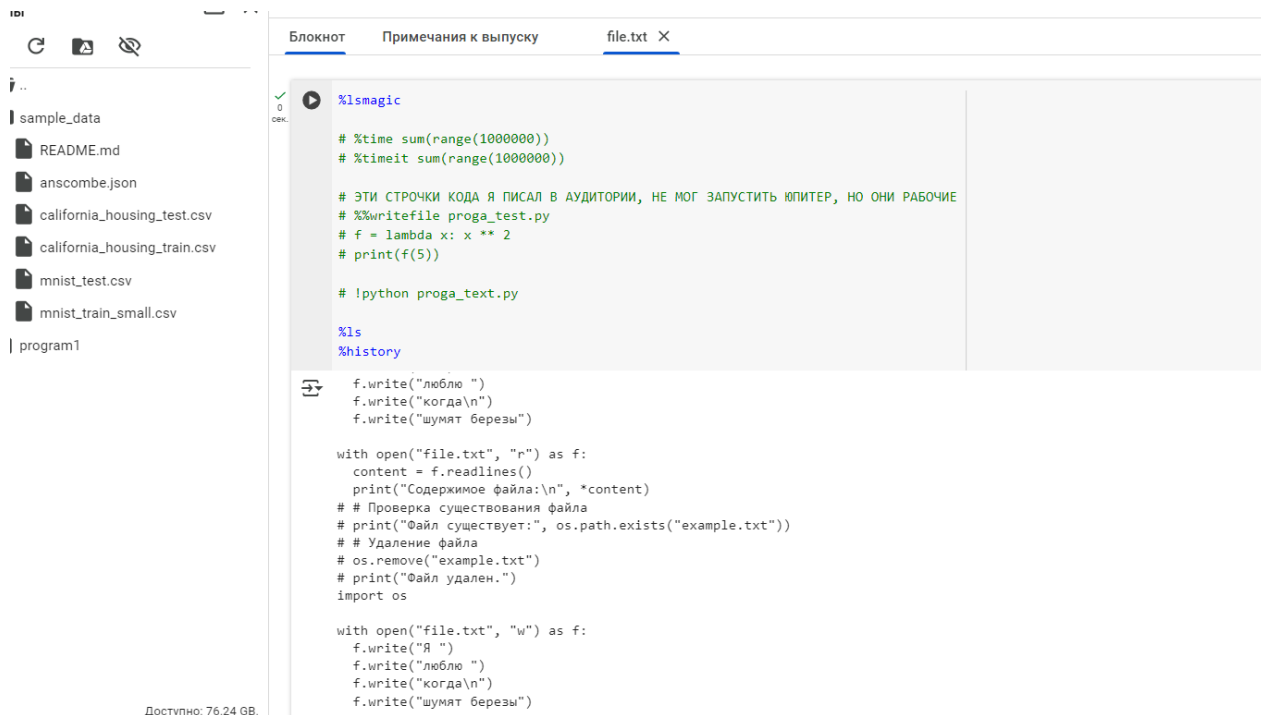 Блокнот Примечания к выпуску file.txt
..
sample_data
README.md
anscombe.json
california_housing_test.csv
california_housing_train.csv
mnist_test.csv
mnist_train_small.csv
program1
Доступно: 76.24 GB.
0
сек.
%lsmagic
# %time sum(range(1000000))
# %timeit sum(range(1000000))
# ЭТИ СТРОЧКИ КОДА Я ПИСАЛ В АУДИТОРИИ, НЕ МОГ ЗАПУСТИТЬ ЮПИТЕР, НО ОНИ РАБОЧИЕ
# %%writefile proga_test.py
# f = lambda x: x ** 2
# print(f(5))
# !python proga_text.py
%ls
%history
f.write("люблю ")
f.write("когда\n")
f.write("шумят березы")
with open("file.txt", "r") as f:
content = f.readlines()
print("Содержимое файла:\n", *content)
# # Проверка существования файла
# print("Файл существует:", os.path.exists("example.txt"))
# # Удаление файла
# os.remove("example.txt")
# print("Файл удален.")
import os
with open("file.txt", "w") as f:
f.write("Я ")
f.write("люблю ")
f.write("когда\n")
f.write("шумят березы")